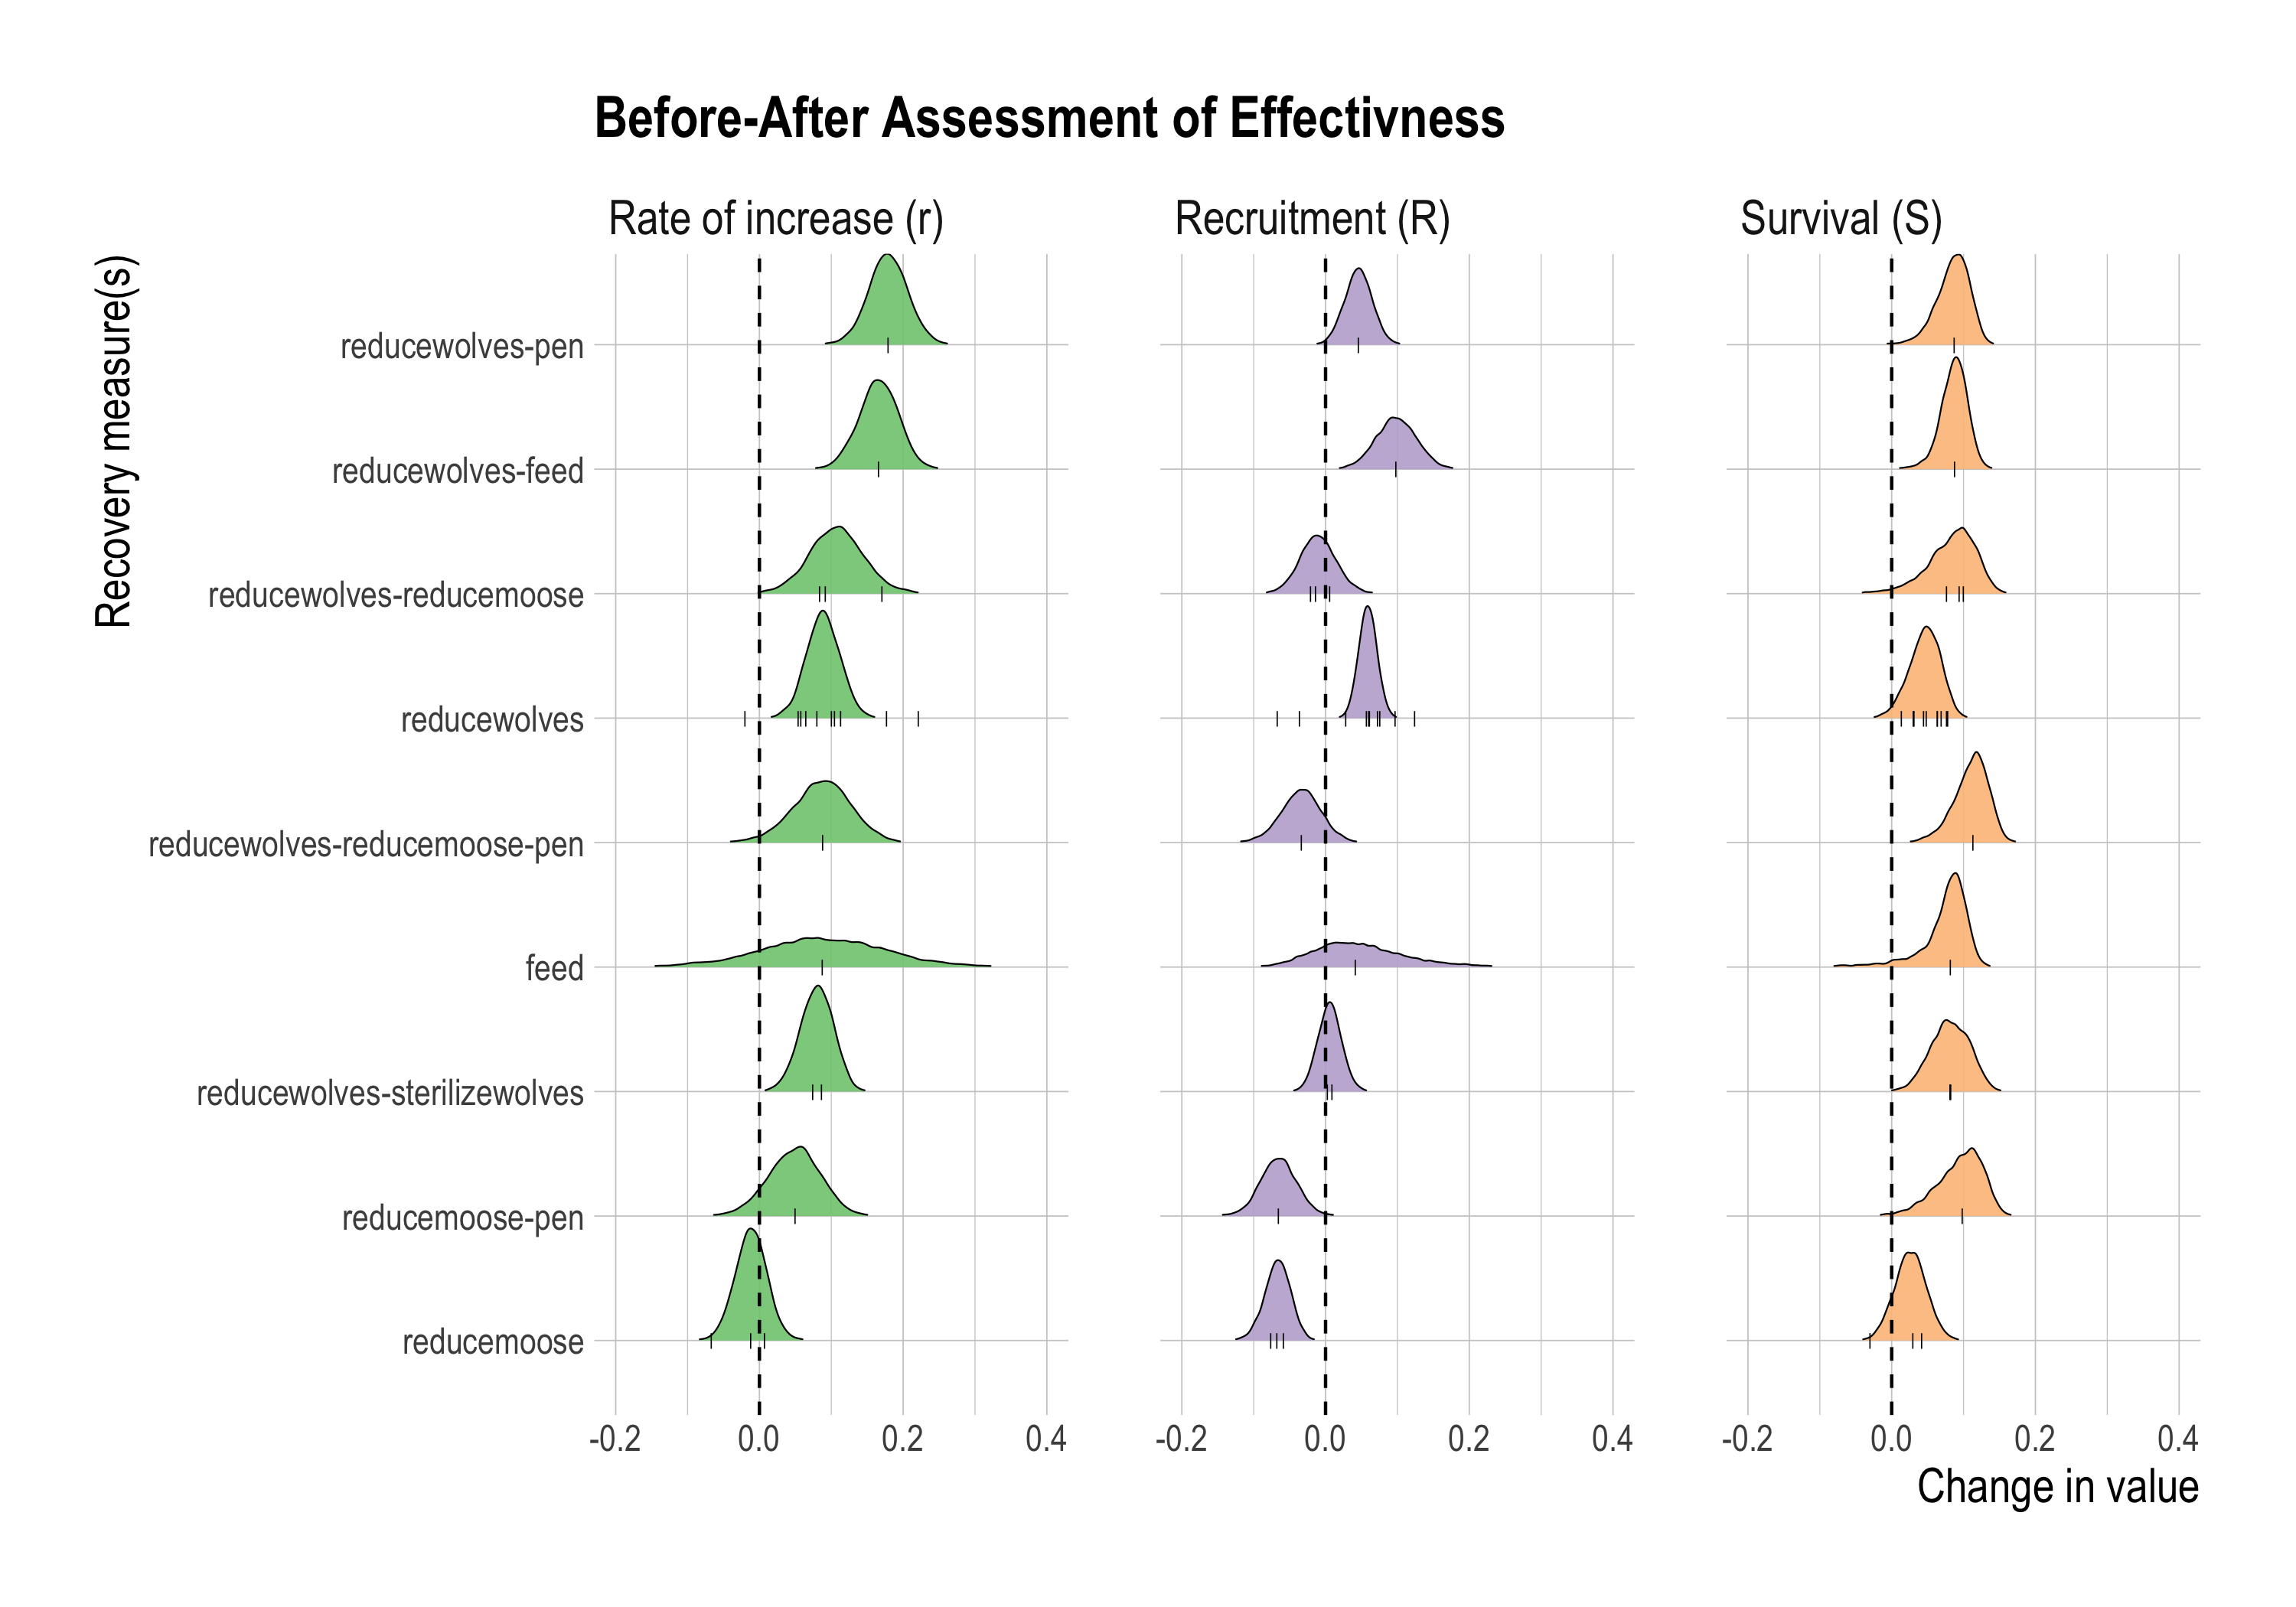 Before-After Assessment of Effectivness
Rate of increase (r)
Recruitment (R)
Survival (S)
Recovery measure(s)
reducewolves-pen
reducewolves-feed
reducewolves-reducemoose
reducewolves
reducewolves-reducemoose-pen
feed
reducewolves-sterilizewolves
reducemoose-pen
reducemoose
-0.2 0.0 0.2 0.4
-0.2 0.0 0.2 0.4
-0.2 0.0 0.2 0.4
Change in value